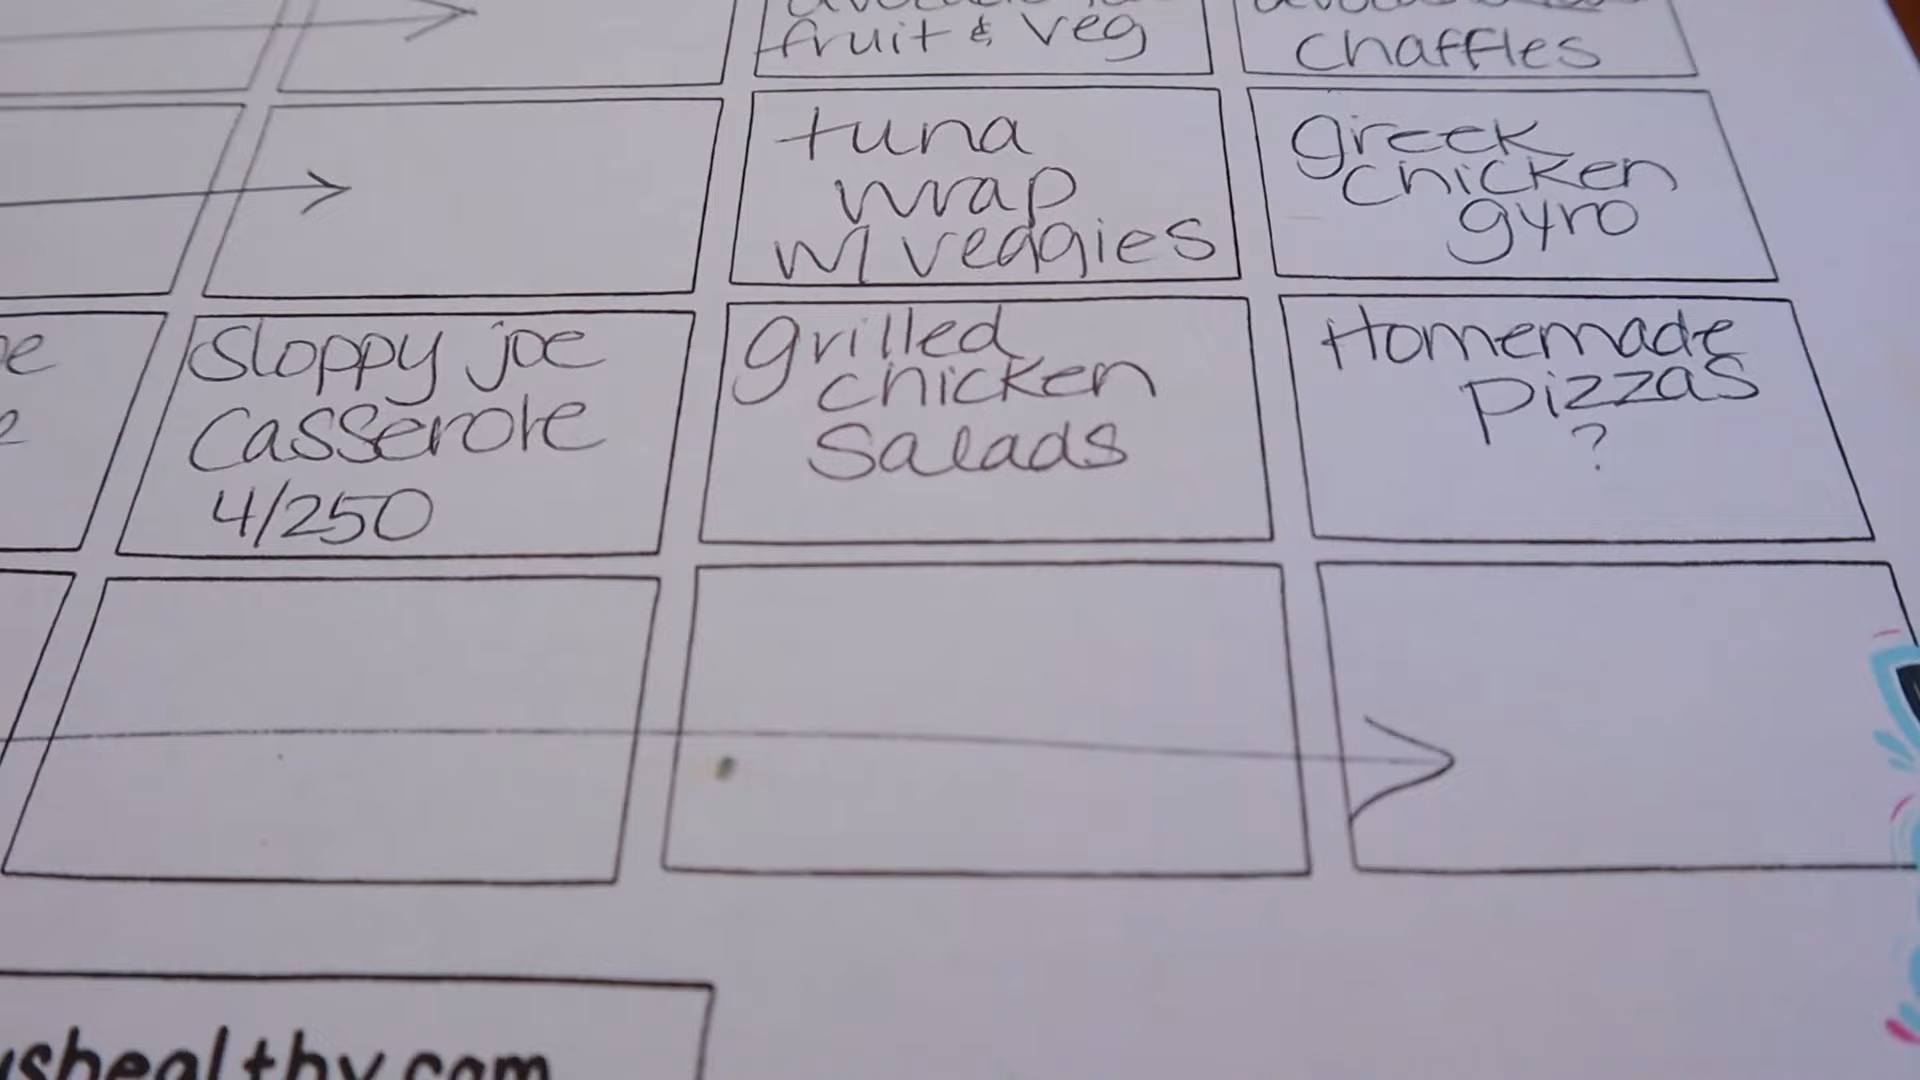 fruit & veg
chaffles
tuna
wrap
w/ veggies
greek
chicken
gyro
Sloppy joe
Casserole
4/250
grilled
chicken
Salads
Homemade
pizzas
?